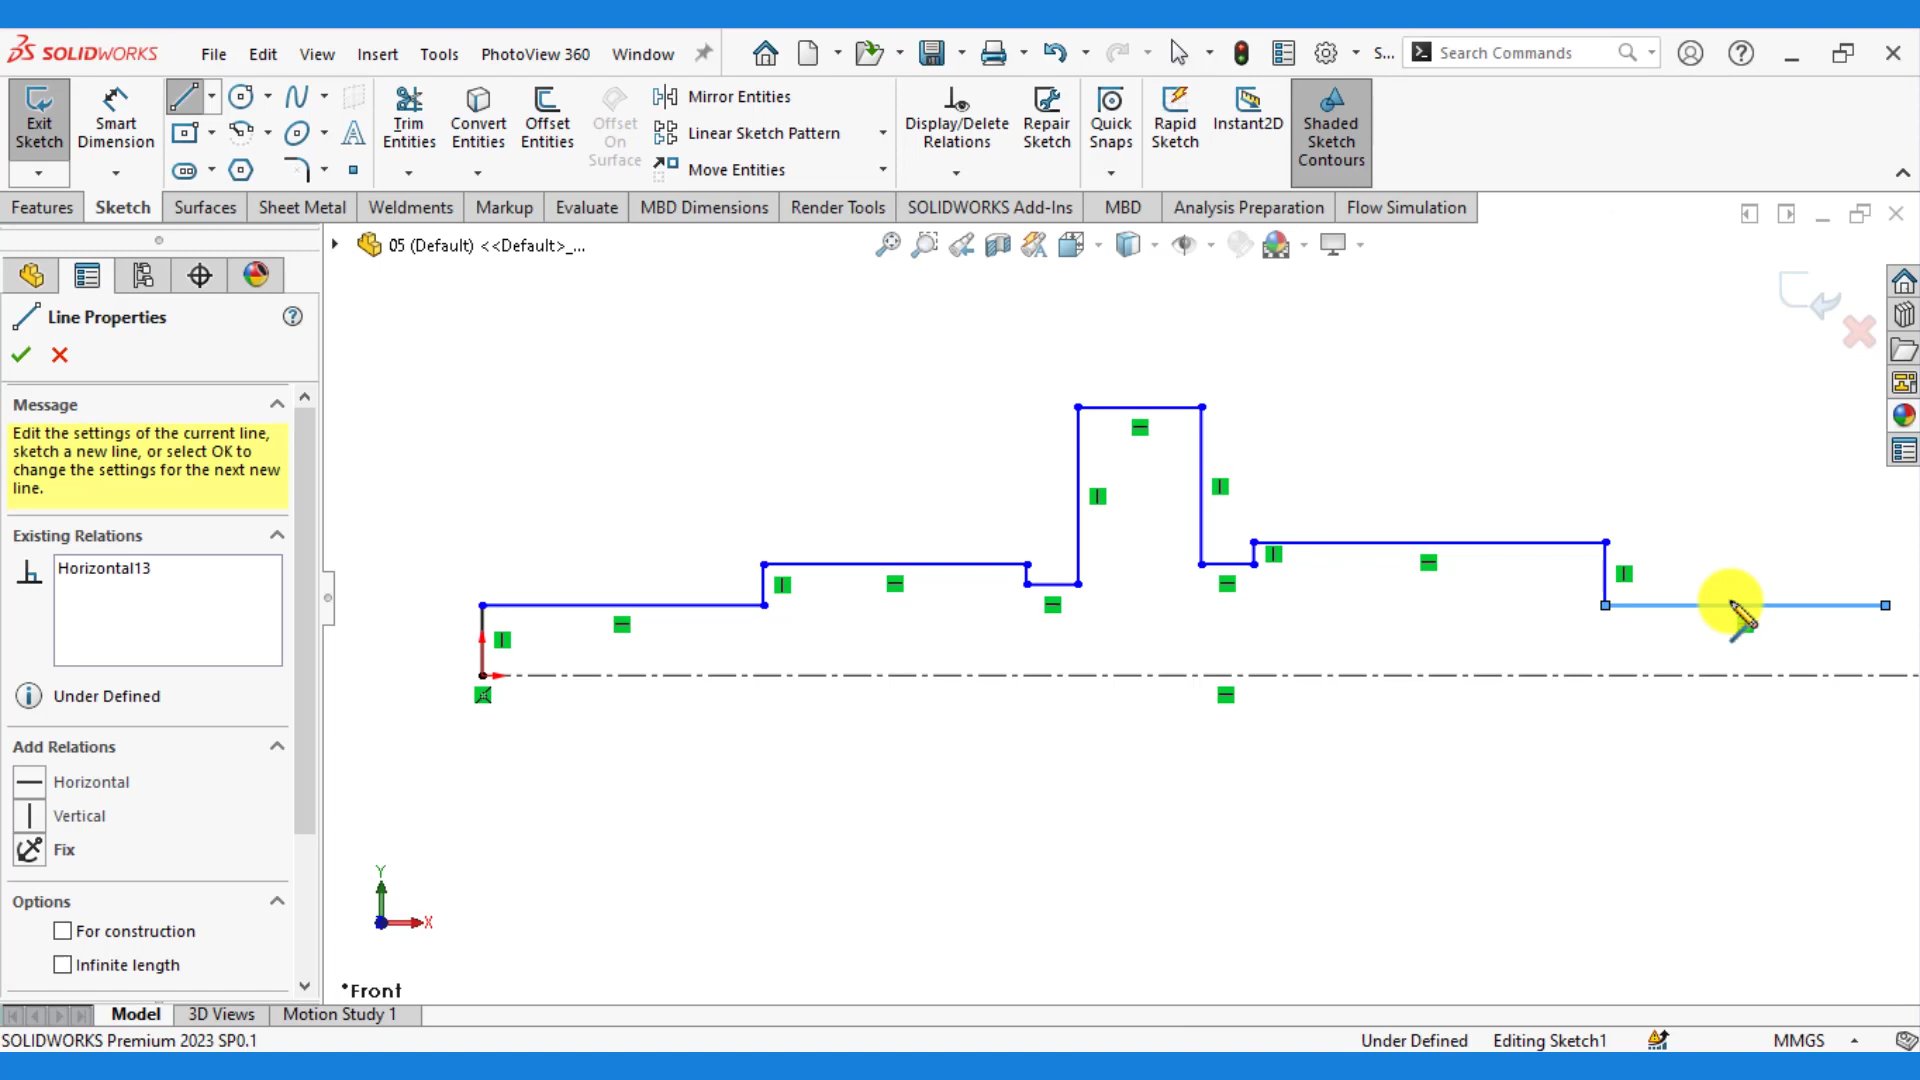 SOLIDWORKS File Edit View Insert Tools PhotoView 360 Window S... Search Commands
Exit Sketch
Smart Dimension
Trim Entities
Convert Entities
Offset Entities
Offset On Surface
Mirror Entities
Linear Sketch Pattern
Move Entities
Display/Delete Relations
Repair Sketch
Quick Snaps
Rapid Sketch
Instant2D
Shaded Sketch Contours
Features Sketch Surfaces Sheet Metal Weldments Markup Evaluate MBD Dimensions Render Tools SOLIDWORKS Add-Ins MBD Analysis Preparation Flow Simulation
05 (Default) <<Default>_...
Line Properties
Message
Edit the settings of the current line,
sketch a new line, or select OK to
change the settings for the next new
line.
Existing Relations
Horizontal13
Under Defined
Add Relations
Horizontal
Vertical
Fix
Options
For construction
Infinite length
Y
X
*Front
Model 3D Views Motion Study 1
SOLIDWORKS Premium 2023 SP0.1 Under Defined Editing Sketch1 MMGS